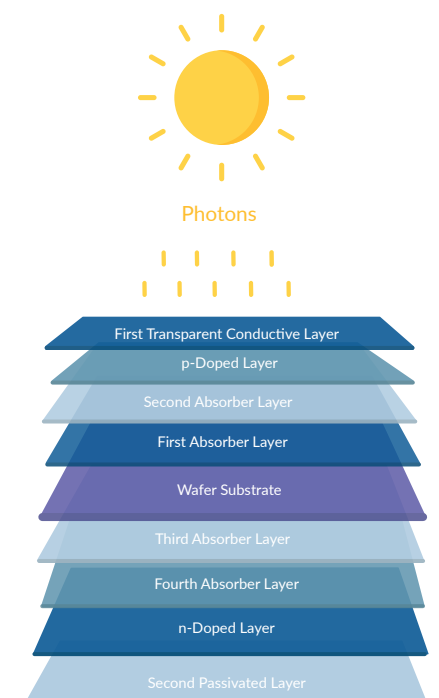 Photons
First Transparent Conductive Layer
p-Doped Layer
Second Absorber Layer
First Absorber Layer
Wafer Substrate
Third Absorber Layer
Fourth Absorber Layer
n-Doped Layer
Second Passivated Layer